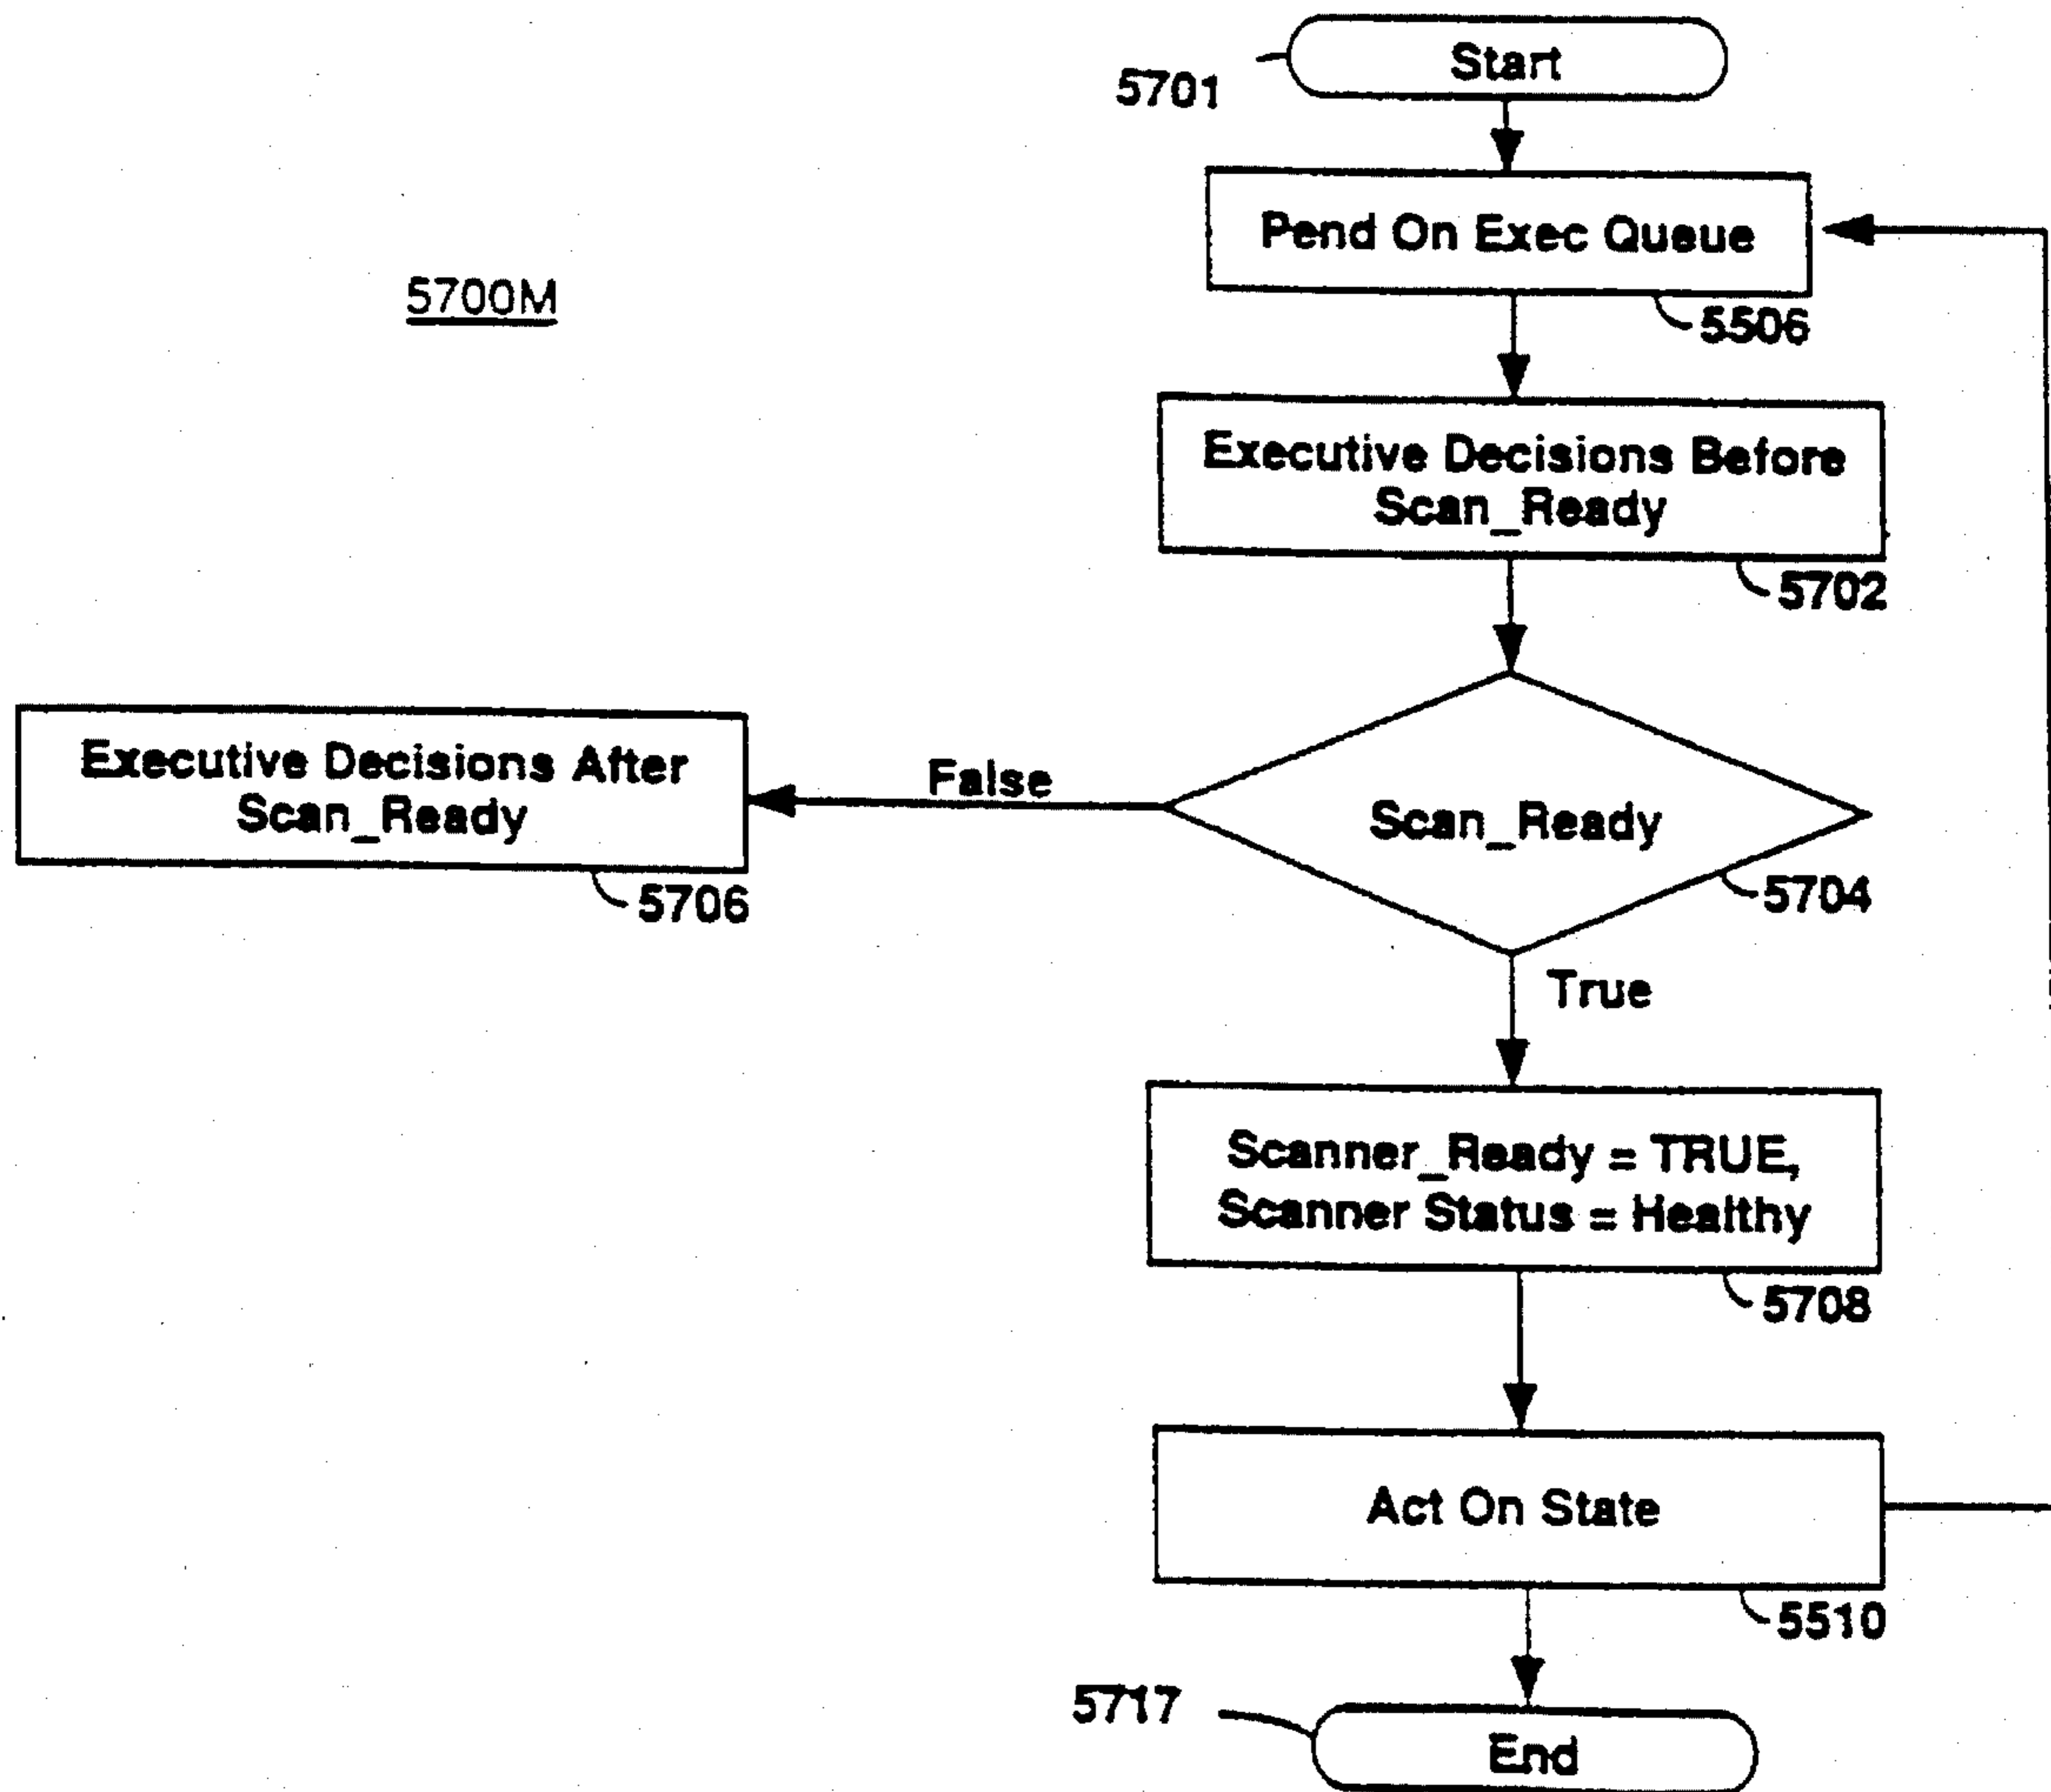 Start
5701
Pend On Exec Queue
5700M
5506
Executive Decisions Before
Scan_Ready
5702
Executive Decisions After
Scan_Ready
False
Scan_Ready
5706
5704
True
Scanner_Ready = TRUE,
Scanner Status = Healthy
5708
Act On State
5510
5717
End